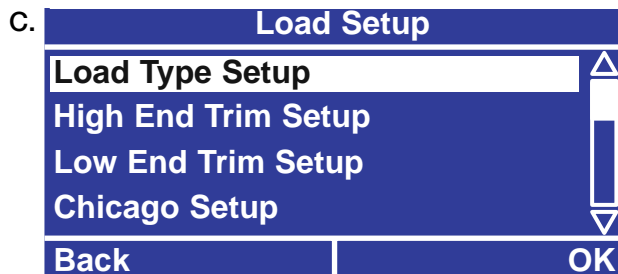 c. Load Setup
Load Type Setup
High End Trim Setup
Low End Trim Setup
Chicago Setup
Back OK